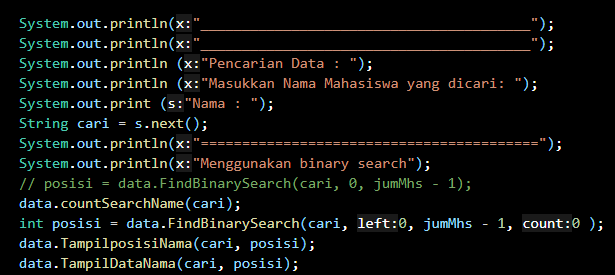 System.out.println(x:"_____________________________________");
System.out.println(x:"_____________________________________");
System.out.println (x:"Pencarian Data : ");
System.out.println (x:"Masukkan Nama Mahasiswa yang dicari: ");
System.out.print (s:"Nama : ");
String cari = s.next();
System.out.println(x:"======================================");
System.out.println(x:"Menggunakan binary search");
// posisi = data.FindBinarySearch(cari, 0, jumMhs - 1);
data.countSearchName(cari);
int posisi = data.FindBinarySearch(cari, left:0, jumMhs - 1, count:0 );
data.TampilposisiNama(cari, posisi);
data.TampilDataNama(cari, posisi);